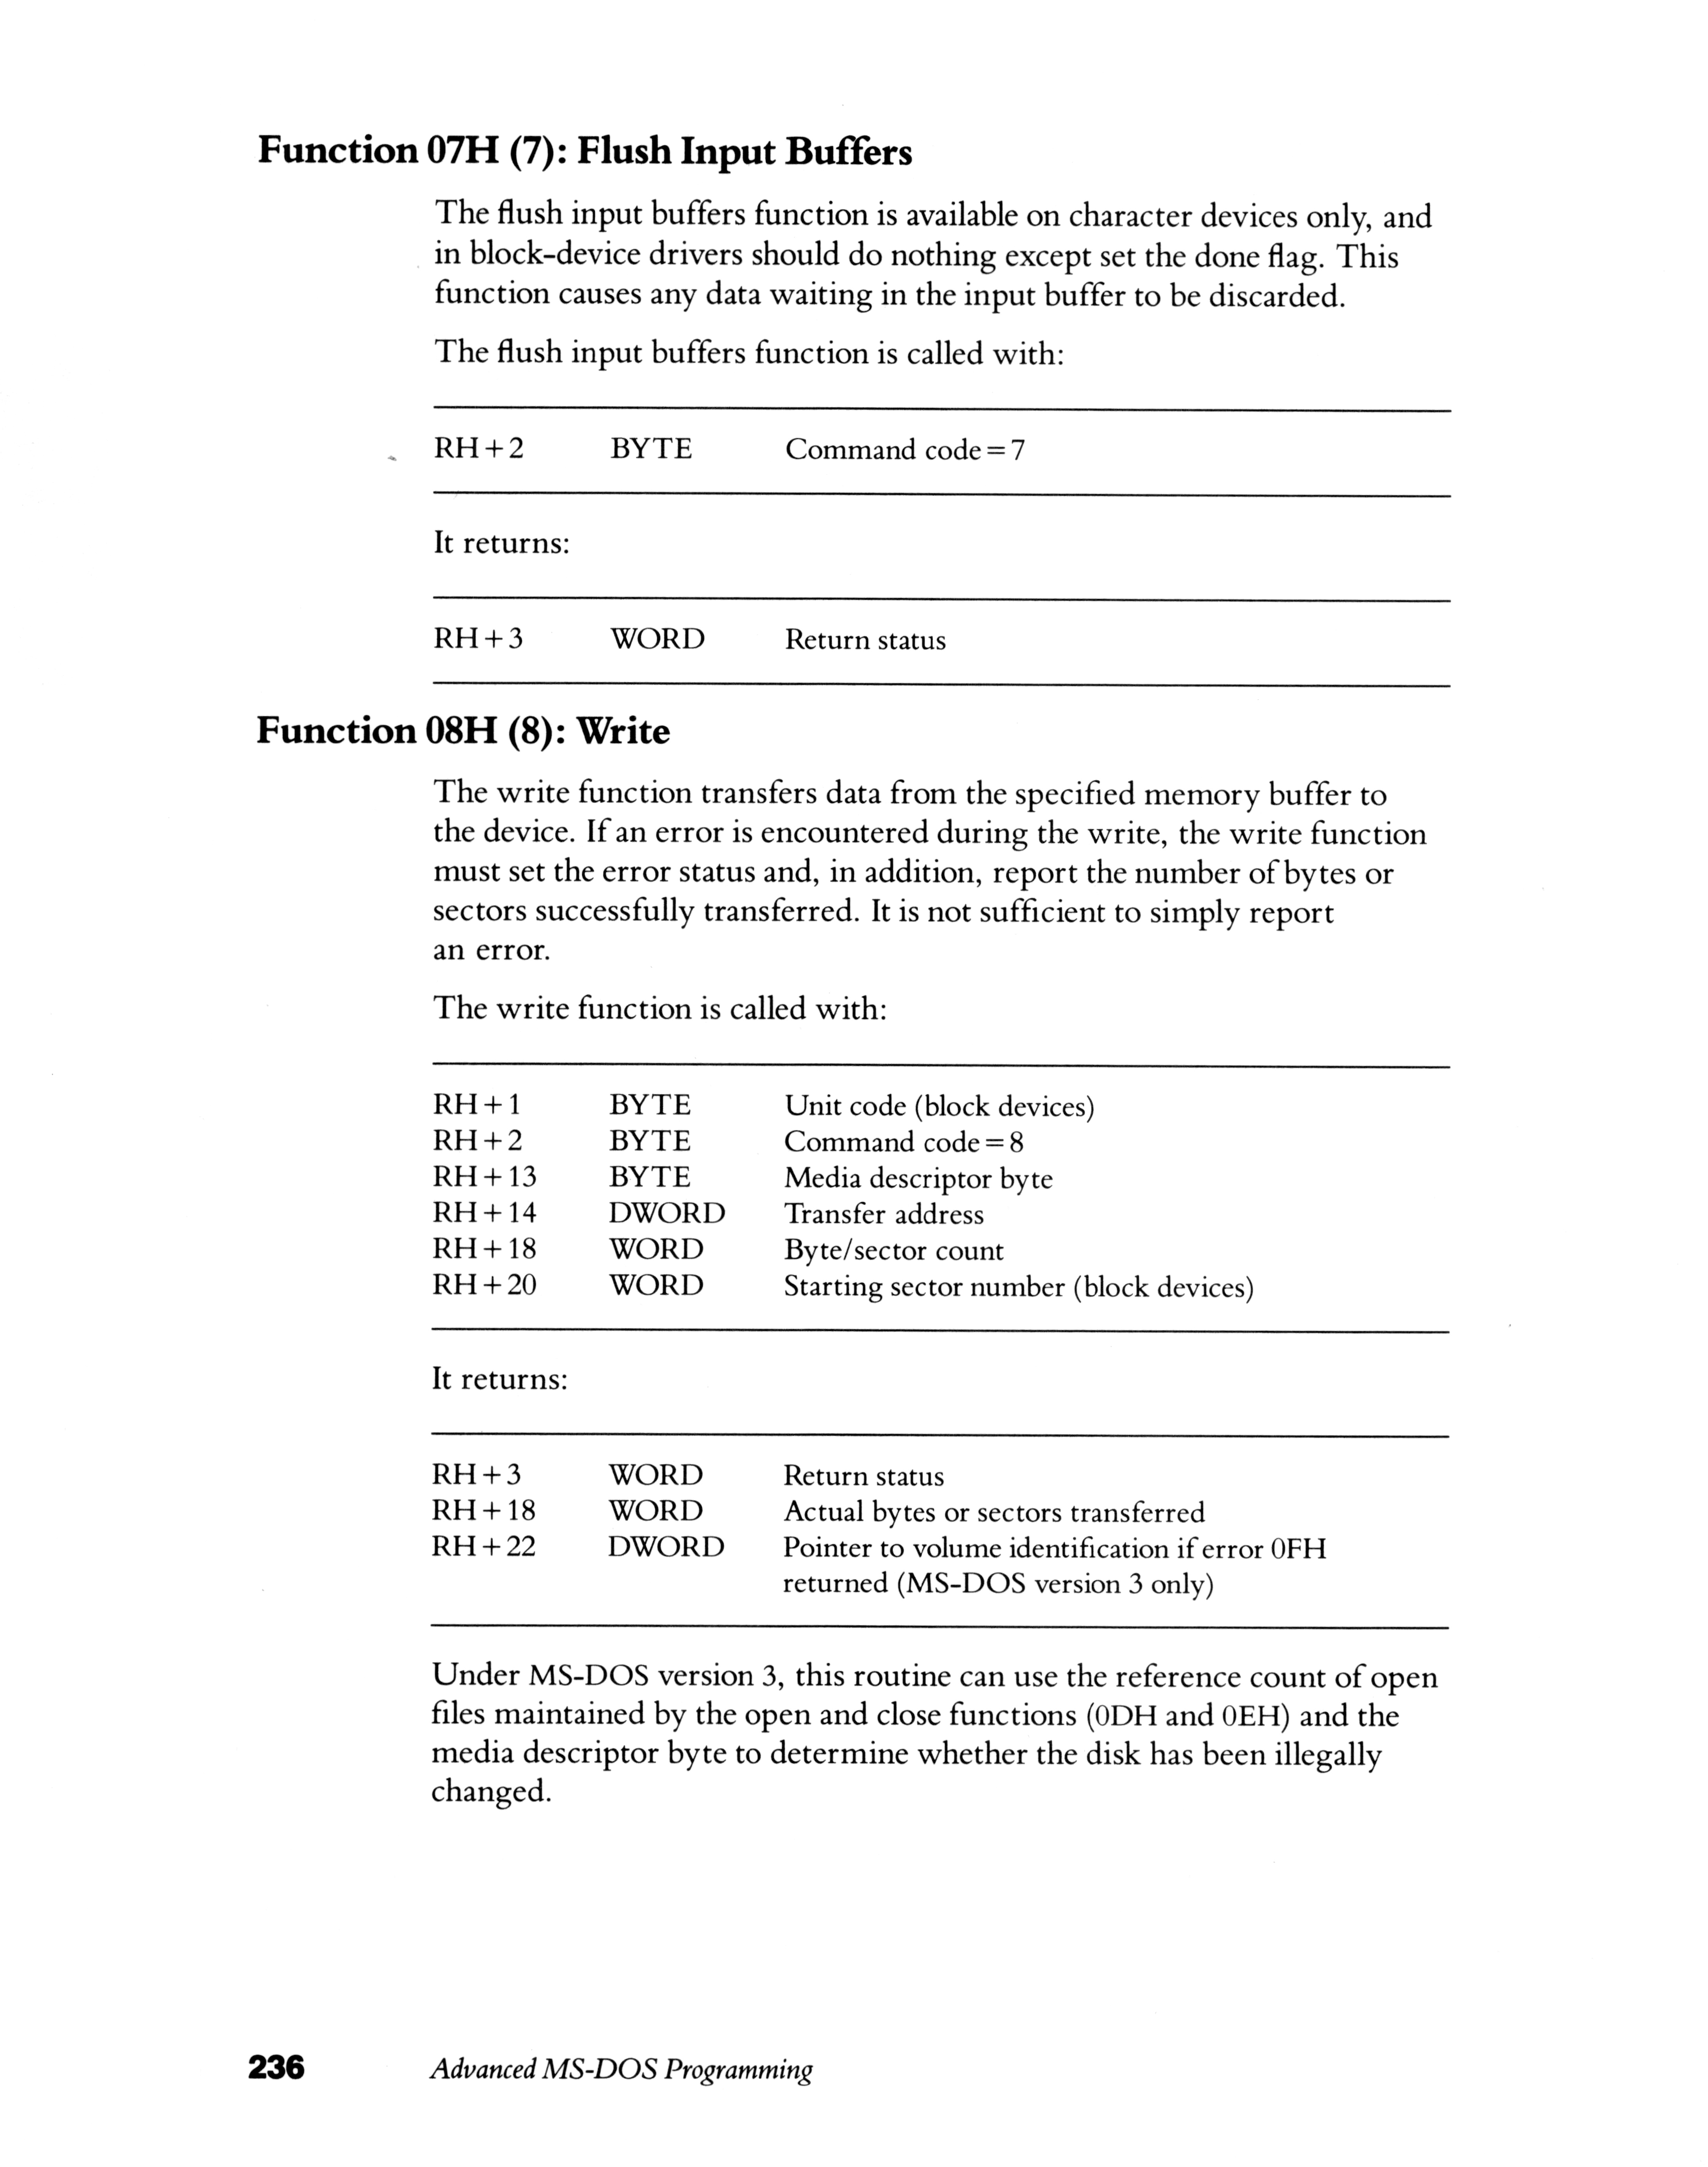 Function 07H (7): Flush Input Buffers
The flush input buffers function is available on character devices only, and
in block-device drivers should do nothing except set the done flag. This
function causes any data waiting in the input buffer to be discarded.
The flush input buffers function is called with:
RH+2 BYTE Command code=7
It returns:
RH+3 WORD Return status
Function 08H (8): Write
The write function transfers data from the specified memory buffer to
the device. If an error is encountered during the write, the write function
must set the error status and, in addition, report the number of bytes or
sectors successfully transferred. It is not sufficient to simply report
an error.
The write function is called with:
RH+1 BYTE Unit code (block devices)
RH+2 BYTE Command code=8
RH+13 BYTE Media descriptor byte
RH+14 DWORD Transfer address
RH+18 WORD Byte/sector count
RH+20 WORD Starting sector number (block devices)
It returns:
RH+3 WORD Return status
RH+18 WORD Actual bytes or sectors transferred
RH+22 DWORD Pointer to volume identification if error 0FH
returned (MS-DOS version 3 only)
Under MS-DOS version 3, this routine can use the reference count of open
files maintained by the open and close functions (0DH and 0EH) and the
media descriptor byte to determine whether the disk has been illegally
changed.
236 Advanced MS-DOS Programming